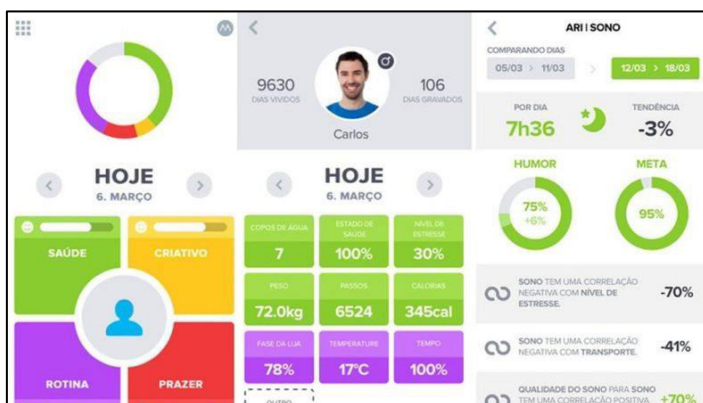 HOJE
6. MARÇO
SAÚDE
CRIATIVO
ROTINA
PRAZER
9630
DIAS VIVIDOS
106
DIAS GRAVADOS
Carlos
HOJE
6. MARÇO
COPOS DE ÁGUA
7
ESTADO DE
SAÚDE
100%
NÍVEL DE
ESTRESSE
30%
PESO
72.0kg
PASSOS
6524
CALORIAS
345cal
FASE DA LUA
78%
TEMPERATURE
17°C
TEMPO
100%
OUTRO
ARI | SONO
COMPARANDO DIAS
05/03 > 11/03
>
12/03 > 18/03
POR DIA
7h36
TENDÊNCIA
-3%
HUMOR
75%
+6%
META
95%
SONO TEM UMA CORRELAÇÃO
NEGATIVA COM NÍVEL DE
ESTRESSE.
-70%
SONO TEM UMA CORRELAÇÃO
NEGATIVA COM TRANSPORTE.
-41%
QUALIDADE DO SONO PARA SONO
TEM UMA CORRELAÇÃO POSITIVA
+70%